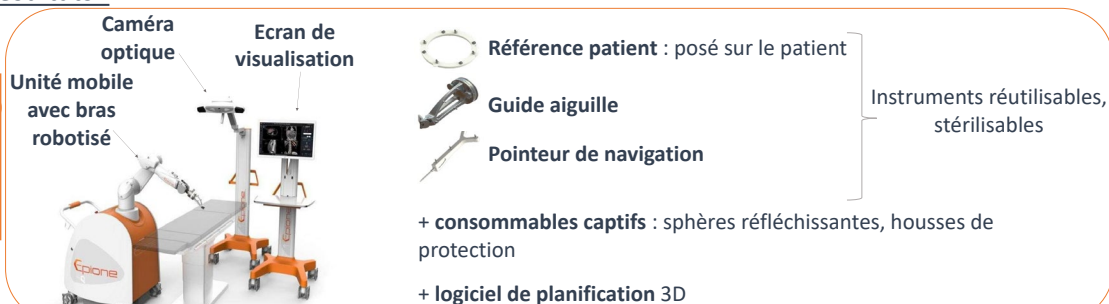 Caméra
optique
Ecran de
visualisation
Unité mobile
avec bras
robotisé
Epione
Epione
Référence patient : posé sur le patient
Guide aiguille
Pointeur de navigation
Instruments réutilisables,
stérilisables
+ consommables captifs : sphères réfléchissantes, housses de
protection
+ logiciel de planification 3D